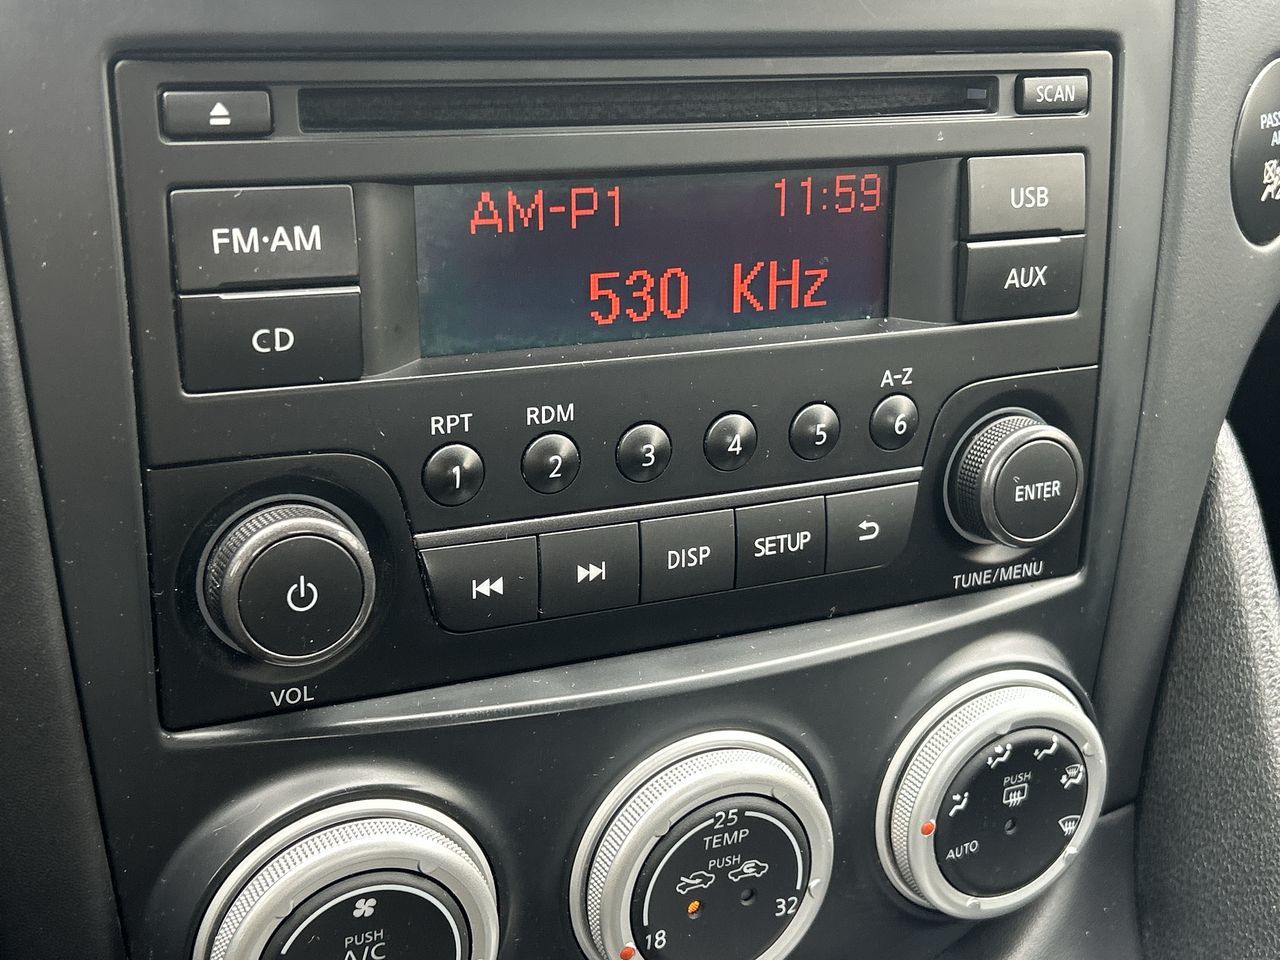 SCAN
FM·AM
AM-P1 11:59
USB
CD
530 KHz
AUX
RPT RDM A-Z
1 2 3 4 5 6
DISP SETUP
ENTER
TUNE/MENU
VOL
PUSH
A/C
25
TEMP
PUSH
18 32
PUSH
AUTO